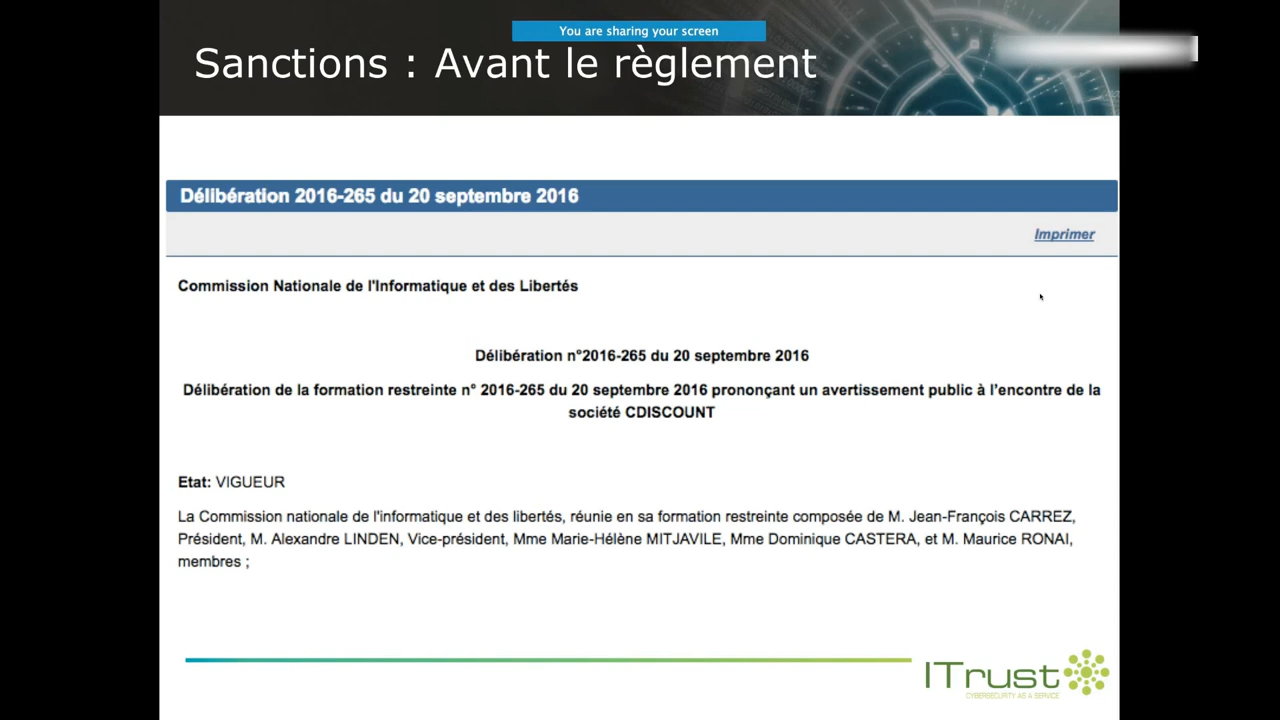 You are sharing your screen
Sanctions : Avant le règlement
Délibération 2016-265 du 20 septembre 2016
Imprimer
Commission Nationale de l'Informatique et des Libertés
Délibération n°2016-265 du 20 septembre 2016
Délibération de la formation restreinte n° 2016-265 du 20 septembre 2016 prononçant un avertissement public à l'encontre de la
société CDISCOUNT
Etat: VIGUEUR
La Commission nationale de l'informatique et des libertés, réunie en sa formation restreinte composée de M. Jean-François CARREZ,
Président, M. Alexandre LINDEN, Vice-président, Mme Marie-Hélène MITJAVILE, Mme Dominique CASTERA, et M. Maurice RONAI,
membres ;
ITrust
CYBERSECURITY AS A SERVICE